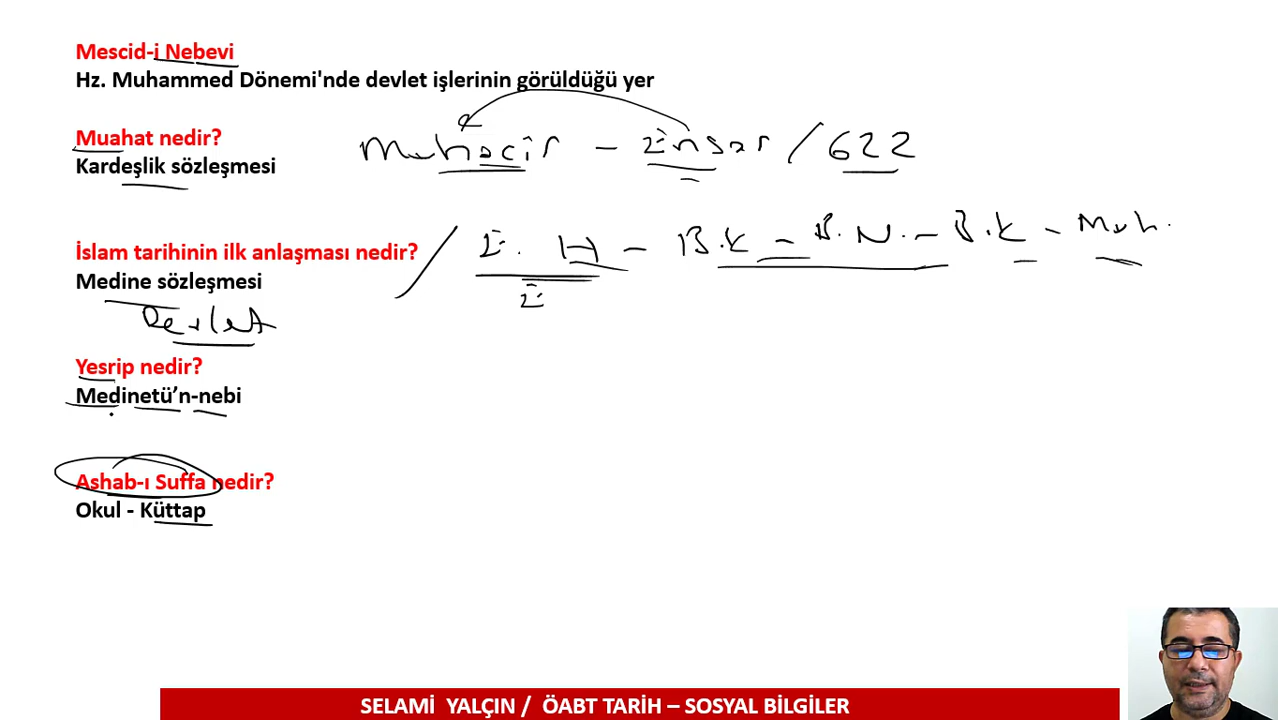 Mescid-i Nebevi
Hz. Muhammed Dönemi'nde devlet işlerinin görüldüğü yer
Muahat nedir?
Kardeşlik sözleşmesi
Muhacir - Ensar / 622
İslam tarihinin ilk anlaşması nedir? / E. H - B.K - B.N. - B.K - Muh.
E
Medine sözleşmesi
Devlet
Yesrip nedir?
Medinetü’n-nebi
Ashab-ı Suffa nedir?
Okul - Küttap
SELAMİ YALÇIN / ÖABT TARİH – SOSYAL BİLGİLER